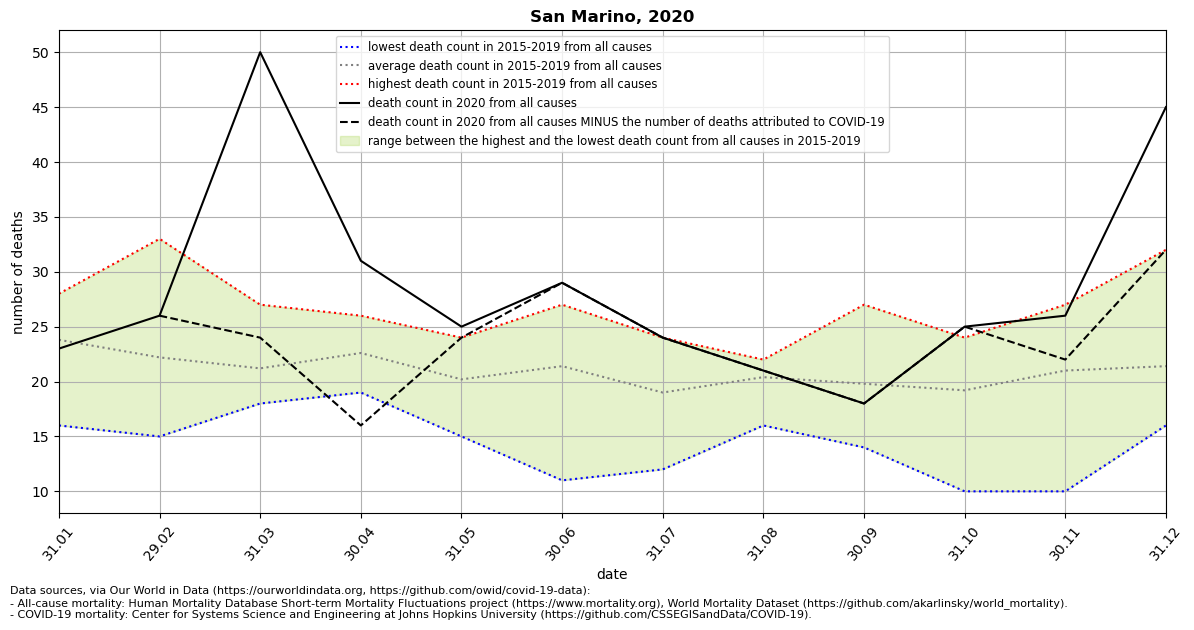 San Marino, 2020
lowest death count in 2015-2019 from all causes
average death count in 2015-2019 from all causes
highest death count in 2015-2019 from all causes
death count in 2020 from all causes
death count in 2020 from all causes MINUS the number of deaths attributed to COVID-19
range between the highest and the lowest death count from all causes in 2015-2019
number of deaths
50
45
40
35
30
25
20
15
10
31.01
29.02
31.03
30.04
31.05
30.06
31.07
31.08
30.09
31.10
30.11
31.12
date
Data sources, via Our World in Data (https://ourworldindata.org, https://github.com/owid/covid-19-data):
- All-cause mortality: Human Mortality Database Short-term Mortality Fluctuations project (https://www.mortality.org), World Mortality Dataset (https://github.com/akarlinsky/world_mortality).
- COVID-19 mortality: Center for Systems Science and Engineering at Johns Hopkins University (https://github.com/CSSEGISandData/COVID-19).